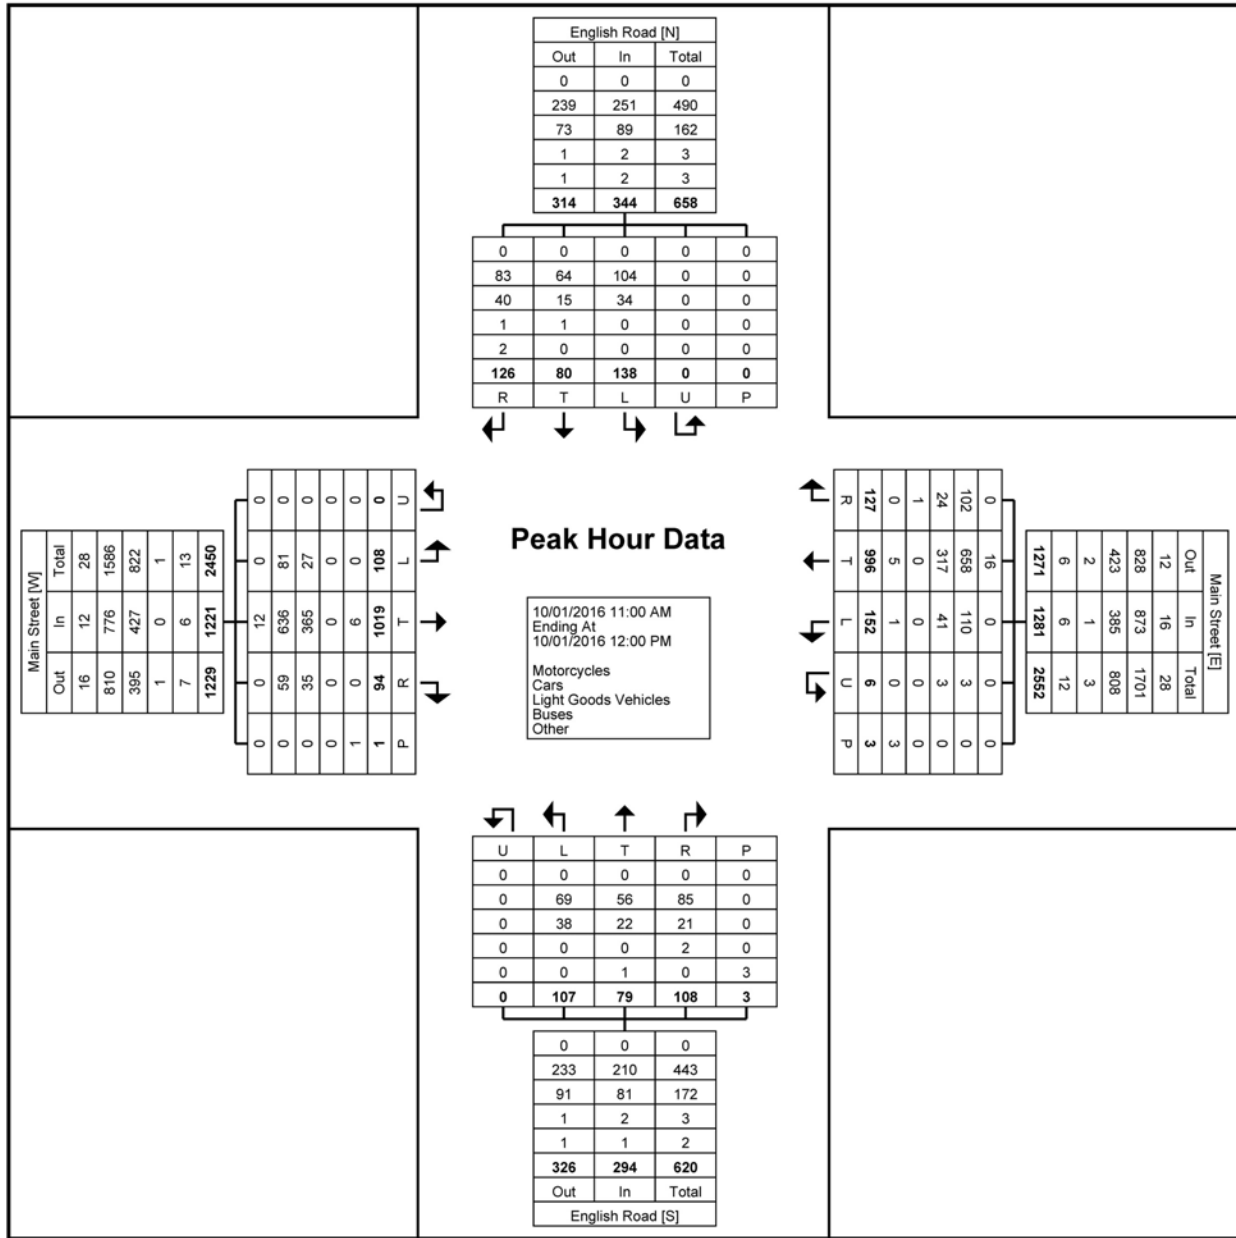 English Road [N]
Out In Total
0 0 0
239 251 490
73 89 162
1 2 3
1 2 3
314 344 658
0 0 0 0 0
83 64 104 0 0
40 15 34 0 0
1 1 0 0 0
2 0 0 0 0
126 80 138 0 0
R T L U P
Main Street [W]
Total 28 1586 822 1 13 2450
In 12 776 427 0 6 1221
Out 16 810 395 1 7 1229
0 0 0 0 0 0 U
0 81 27 0 0 108 L
12 636 365 0 6 1019 T
0 59 35 0 0 94 R
0 0 0 0 1 1 P
Peak Hour Data
10/01/2016 11:00 AM
Ending At
10/01/2016 12:00 PM
Motorcycles
Cars
Light Goods Vehicles
Buses
Other
R 127 0 1 24 102 0
T 996 5 0 317 658 16
L 152 1 0 41 110 0
U 6 0 0 3 3 0
P 3 3 0 0 0 0
Main Street [E]
1271 6 2 423 828 12 Out
1281 6 1 385 873 16 In
2552 12 3 808 1701 28 Total
U L T R P
0 0 0 0 0
0 69 56 85 0
0 38 22 21 0
0 0 0 2 0
0 0 1 0 3
0 107 79 108 3
0 0 0
233 210 443
91 81 172
1 2 3
1 1 2
326 294 620
Out In Total
English Road [S]